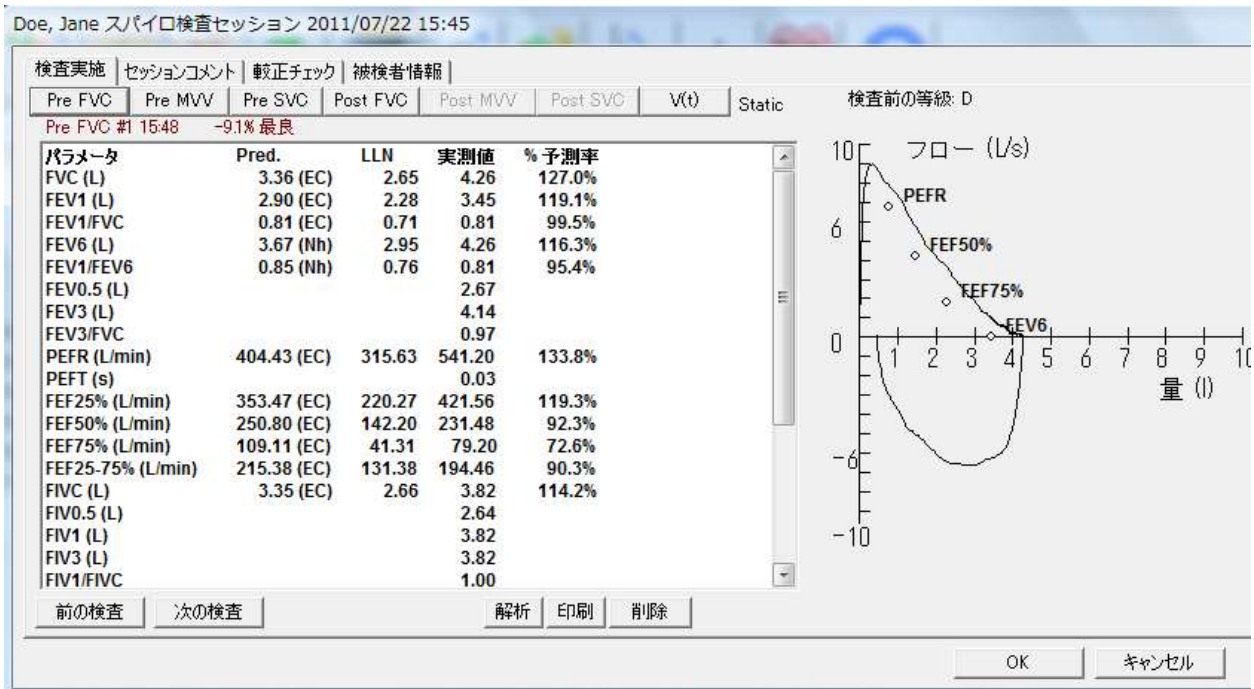 Doe, Jane スパイロ検査セッション 2011/07/22 15:45
検査実施 セッションコメント 較正チェック 被検者情報
Pre FVC Pre MVV Pre SVC Post FVC Post MVV Post SVC V(t) Static 検査前の等級: D
Pre FVC #1 15:48 -9.1% 最良
パラメータ Pred. LLN 実測値 % 予測率
FVC (L) 3.36 (EC) 2.65 4.26 127.0%
FEV1 (L) 2.90 (EC) 2.28 3.45 119.1%
FEV1/FVC 0.81 (EC) 0.71 0.81 99.5%
FEV6 (L) 3.67 (Nh) 2.95 4.26 116.3%
FEV1/FEV6 0.85 (Nh) 0.76 0.81 95.4%
FEV0.5 (L) 2.67
FEV3 (L) 4.14
FEV3/FVC 0.97
PEFR (L/min) 404.43 (EC) 315.63 541.20 133.8%
PEFT (s) 0.03
FEF25% (L/min) 353.47 (EC) 220.27 421.56 119.3%
FEF50% (L/min) 250.80 (EC) 142.20 231.48 92.3%
FEF75% (L/min) 109.11 (EC) 41.31 79.20 72.6%
FEF25-75% (L/min) 215.38 (EC) 131.38 194.46 90.3%
FIVC (L) 3.35 (EC) 2.66 3.82 114.2%
FIV0.5 (L) 2.64
FIV1 (L) 3.82
FIV3 (L) 3.82
FIV1/FIVC 1.00
前の検査 次の検査 解析 印刷 削除
10 フロー (L/s)
PEFR
6
FEF50%
FEF75%
FEV6
0 1 2 3 4 5 6 7 8 9 10
量 (l)
-6
-10
OK キャンセル